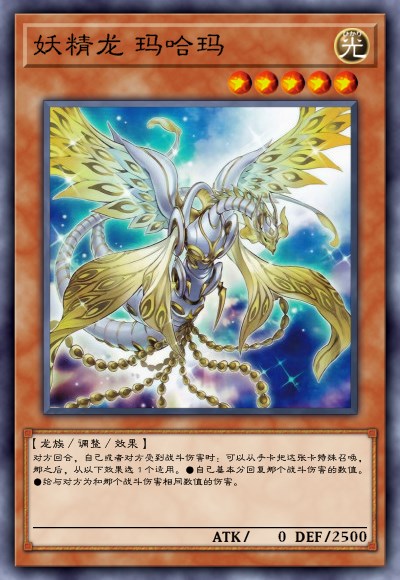 妖精龙 玛哈玛
ひかり
光
【龙族／调整／效果】
对方回合，自己或者对方受到战斗伤害时：可以从手卡把这张卡特殊召唤，
那之后，从以下效果选１个适用。●自己基本分回复那个战斗伤害的数值。
●给与对方为和那个战斗伤害相同数值的伤害。
ATK/ 0 DEF/2500